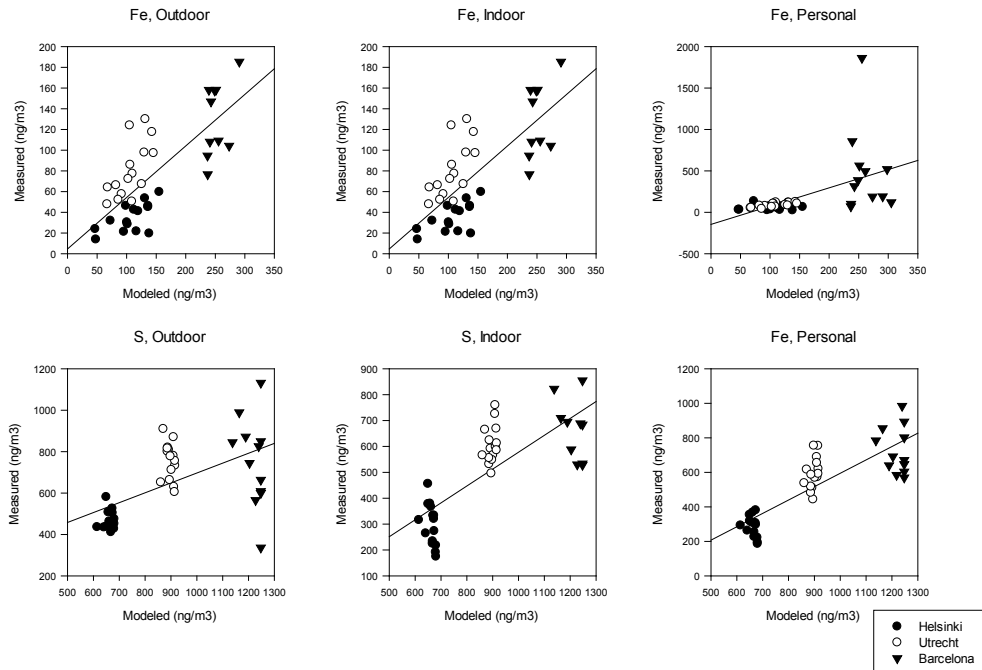 Fe, Outdoor
Measured (ng/m3)
200
180
160
140
120
100
80
60
40
20
0
0 50 100 150 200 250 300 350
Modeled (ng/m3)
Fe, Indoor
Measured (ng/m3)
200
180
160
140
120
100
80
60
40
20
0
0 50 100 150 200 250 300 350
Modeled (ng/m3)
Fe, Personal
Measured (ng/m3)
2000
1500
1000
500
0
-500
0 50 100 150 200 250 300 350
Modeled (ng/m3)
S, Outdoor
Measured (ng/m3)
1200
1000
800
600
400
200
500 600 700 800 900 1000 1100 1200 1300
Modeled (ng/m3)
S, Indoor
Measured (ng/m3)
900
800
700
600
500
400
300
200
100
500 600 700 800 900 1000 1100 1200 1300
Modeled (ng/m3)
Fe, Personal
Measured (ng/m3)
1200
1000
800
600
400
200
0
500 600 700 800 900 1000 1100 1200 1300
Modeled (ng/m3)
Helsinki
Utrecht
Barcelona